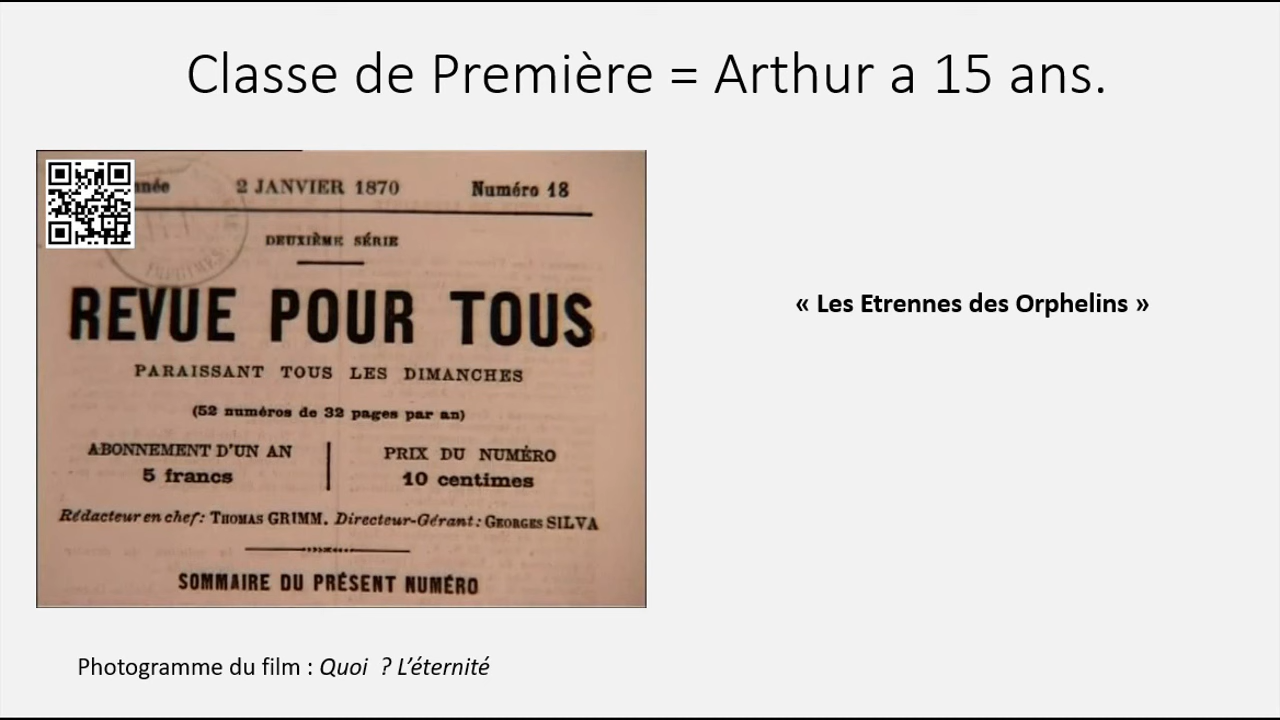 Classe de Première = Arthur a 15 ans.
nnée 2 JANVIER 1870 Numéro 18
IMPRIMÉS
DEUXIÈME SÉRIE
REVUE POUR TOUS
PARAISSANT TOUS LES DIMANCHES
(52 numéros de 32 pages par an)
ABONNEMENT D'UN AN
5 francs
PRIX DU NUMÉRO
10 centimes
Rédacteur en chef: THOMAS GRIMM. Directeur-Gérant: GEORGES SILVA
SOMMAIRE DU PRÉSENT NUMÉRO
« Les Etrennes des Orphelins »
Photogramme du film : Quoi ? L'éternité